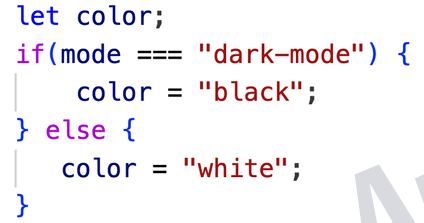 let color;
if(mode === "dark-mode") {
    color = "black";
} else {
   color = "white";
}